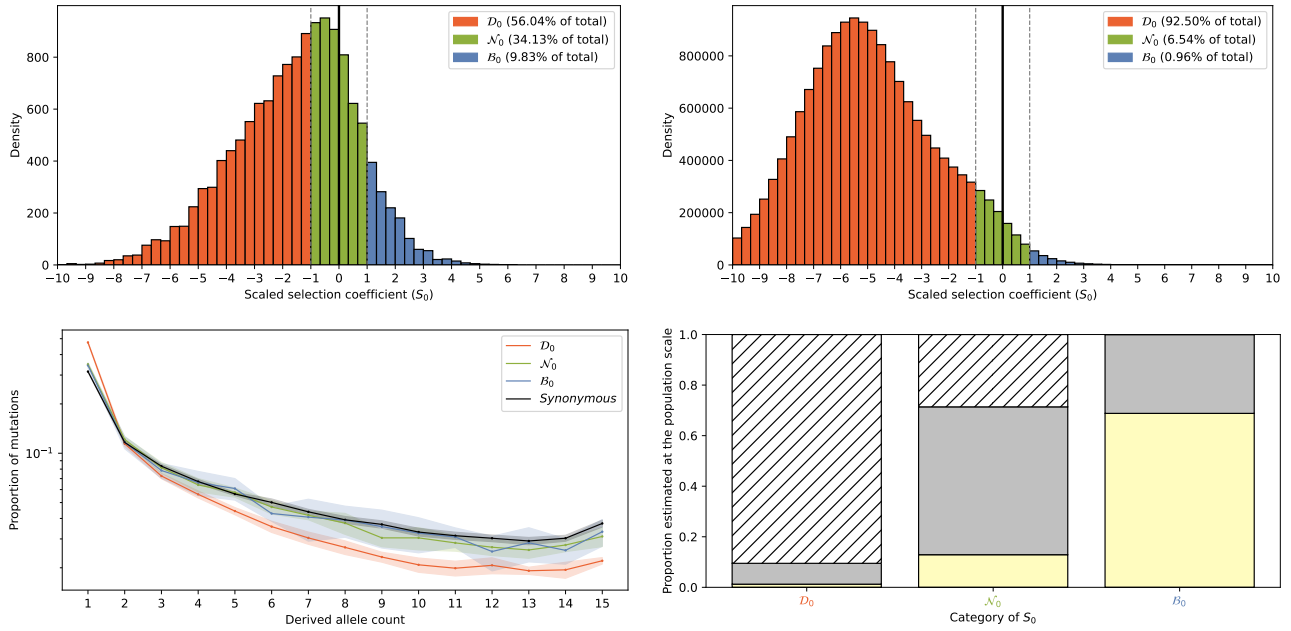 𝒟₀ (56.04% of total)
𝒩₀ (34.13% of total)
ℬ₀ (9.83% of total)
Density
800
600
400
200
0
−10 −9 −8 −7 −6 −5 −4 −3 −2 −1 0 1 2 3 4 5 6 7 8 9 10
Scaled selection coefficient (S₀)
𝒟₀ (92.50% of total)
𝒩₀ (6.54% of total)
ℬ₀ (0.96% of total)
Density
800000
600000
400000
200000
0
−10 −9 −8 −7 −6 −5 −4 −3 −2 −1 0 1 2 3 4 5 6 7 8 9 10
Scaled selection coefficient (S₀)
𝒟₀
𝒩₀
ℬ₀
Synonymous
Proportion of mutations
10⁻¹
1 2 3 4 5 6 7 8 9 10 11 12 13 14 15
Derived allele count
Proportion estimated at the population scale
1.0
0.8
0.6
0.4
0.2
0.0
𝒟₀ 𝒩₀ ℬ₀
Category of S₀